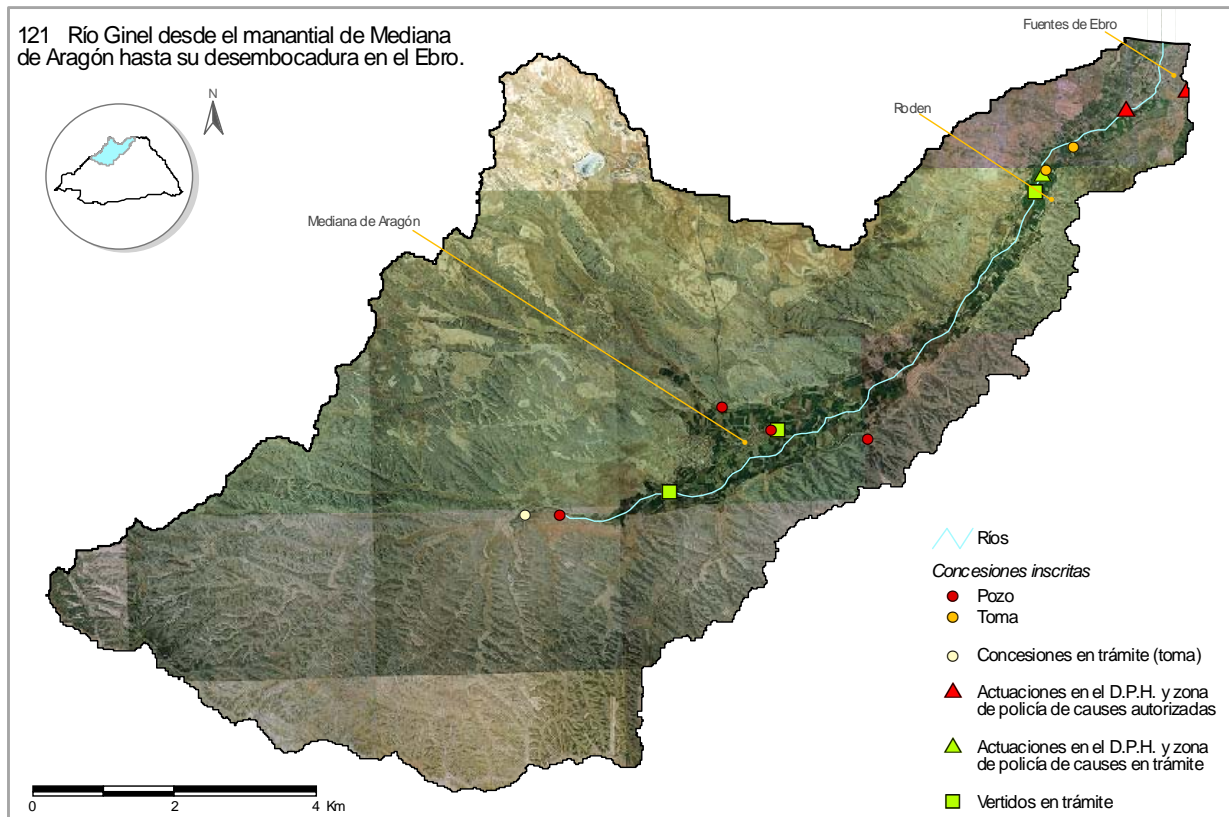 121 Río Ginel desde el manantial de Mediana
de Aragón hasta su desembocadura en el Ebro.
N
Fuentes de Ebro
Roden
Mediana de Aragón
Ríos
Concesiones inscritas
Pozo
Toma
Concesiones en trámite (toma)
Actuaciones en el D.P.H. y zona
de policía de causes autorizadas
Actuaciones en el D.P.H. y zona
de policía de causes en trámite
Vertidos en trámite
0 2 4 Km